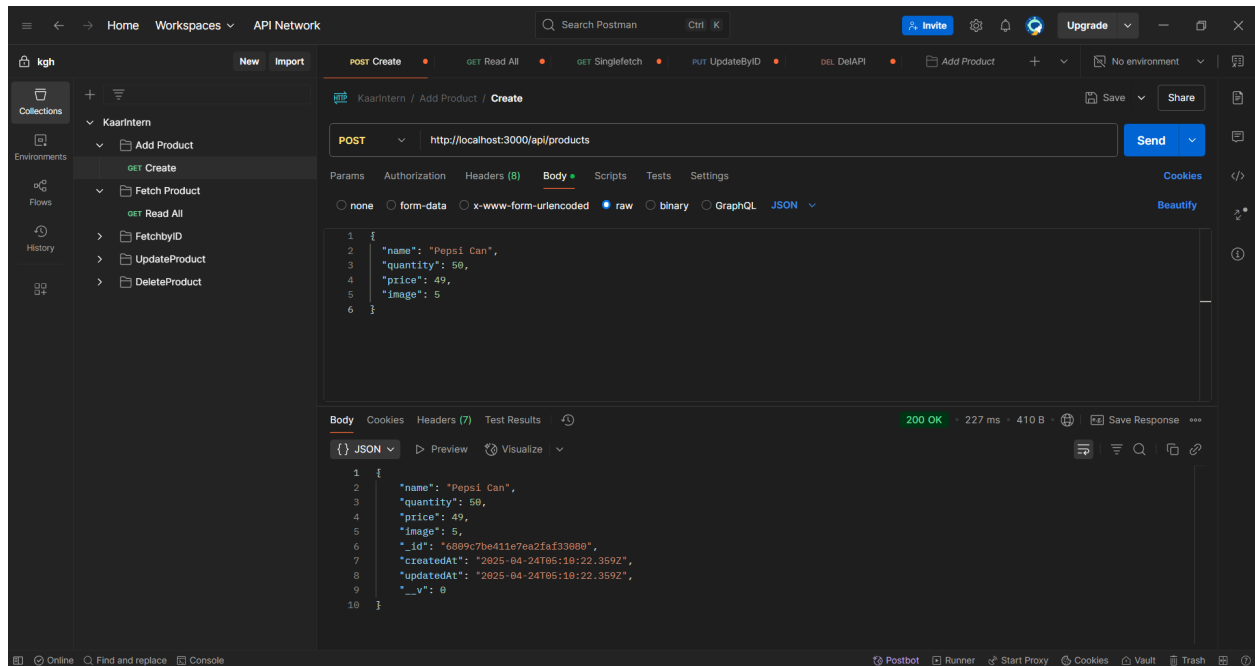 Home Workspaces API Network Search Postman Ctrl K Invite Upgrade
kgh New Import POST Create GET Read All GET Singlefetch PUT UpdateByID DEL DelAPI Add Product No environment
Collections
Environments
Flows
History
KaarIntern
Add Product
GET Create
Fetch Product
GET Read All
FetchbyID
UpdateProduct
DeleteProduct
HTTP KaarIntern / Add Product / Create Save Share
POST http://localhost:3000/api/products Send
Params Authorization Headers (8) Body Scripts Tests Settings Cookies
none form-data x-www-form-urlencoded raw binary GraphQL JSON Beautify
1 {
2 "name": "Pepsi Can",
3 "quantity": 50,
4 "price": 49,
5 "image": 5
6 }
Body Cookies Headers (7) Test Results 200 OK 227 ms 410 B e.g. Save Response
{} JSON Preview Visualize
1 {
2 "name": "Pepsi Can",
3 "quantity": 50,
4 "price": 49,
5 "image": 5,
6 "_id": "6809c7be411e7ea2faf33080",
7 "createdAt": "2025-04-24T05:10:22.359Z",
8 "updatedAt": "2025-04-24T05:10:22.359Z",
9 "__v": 0
10 }
Online Find and replace Console Postbot Runner Start Proxy Cookies Vault Trash